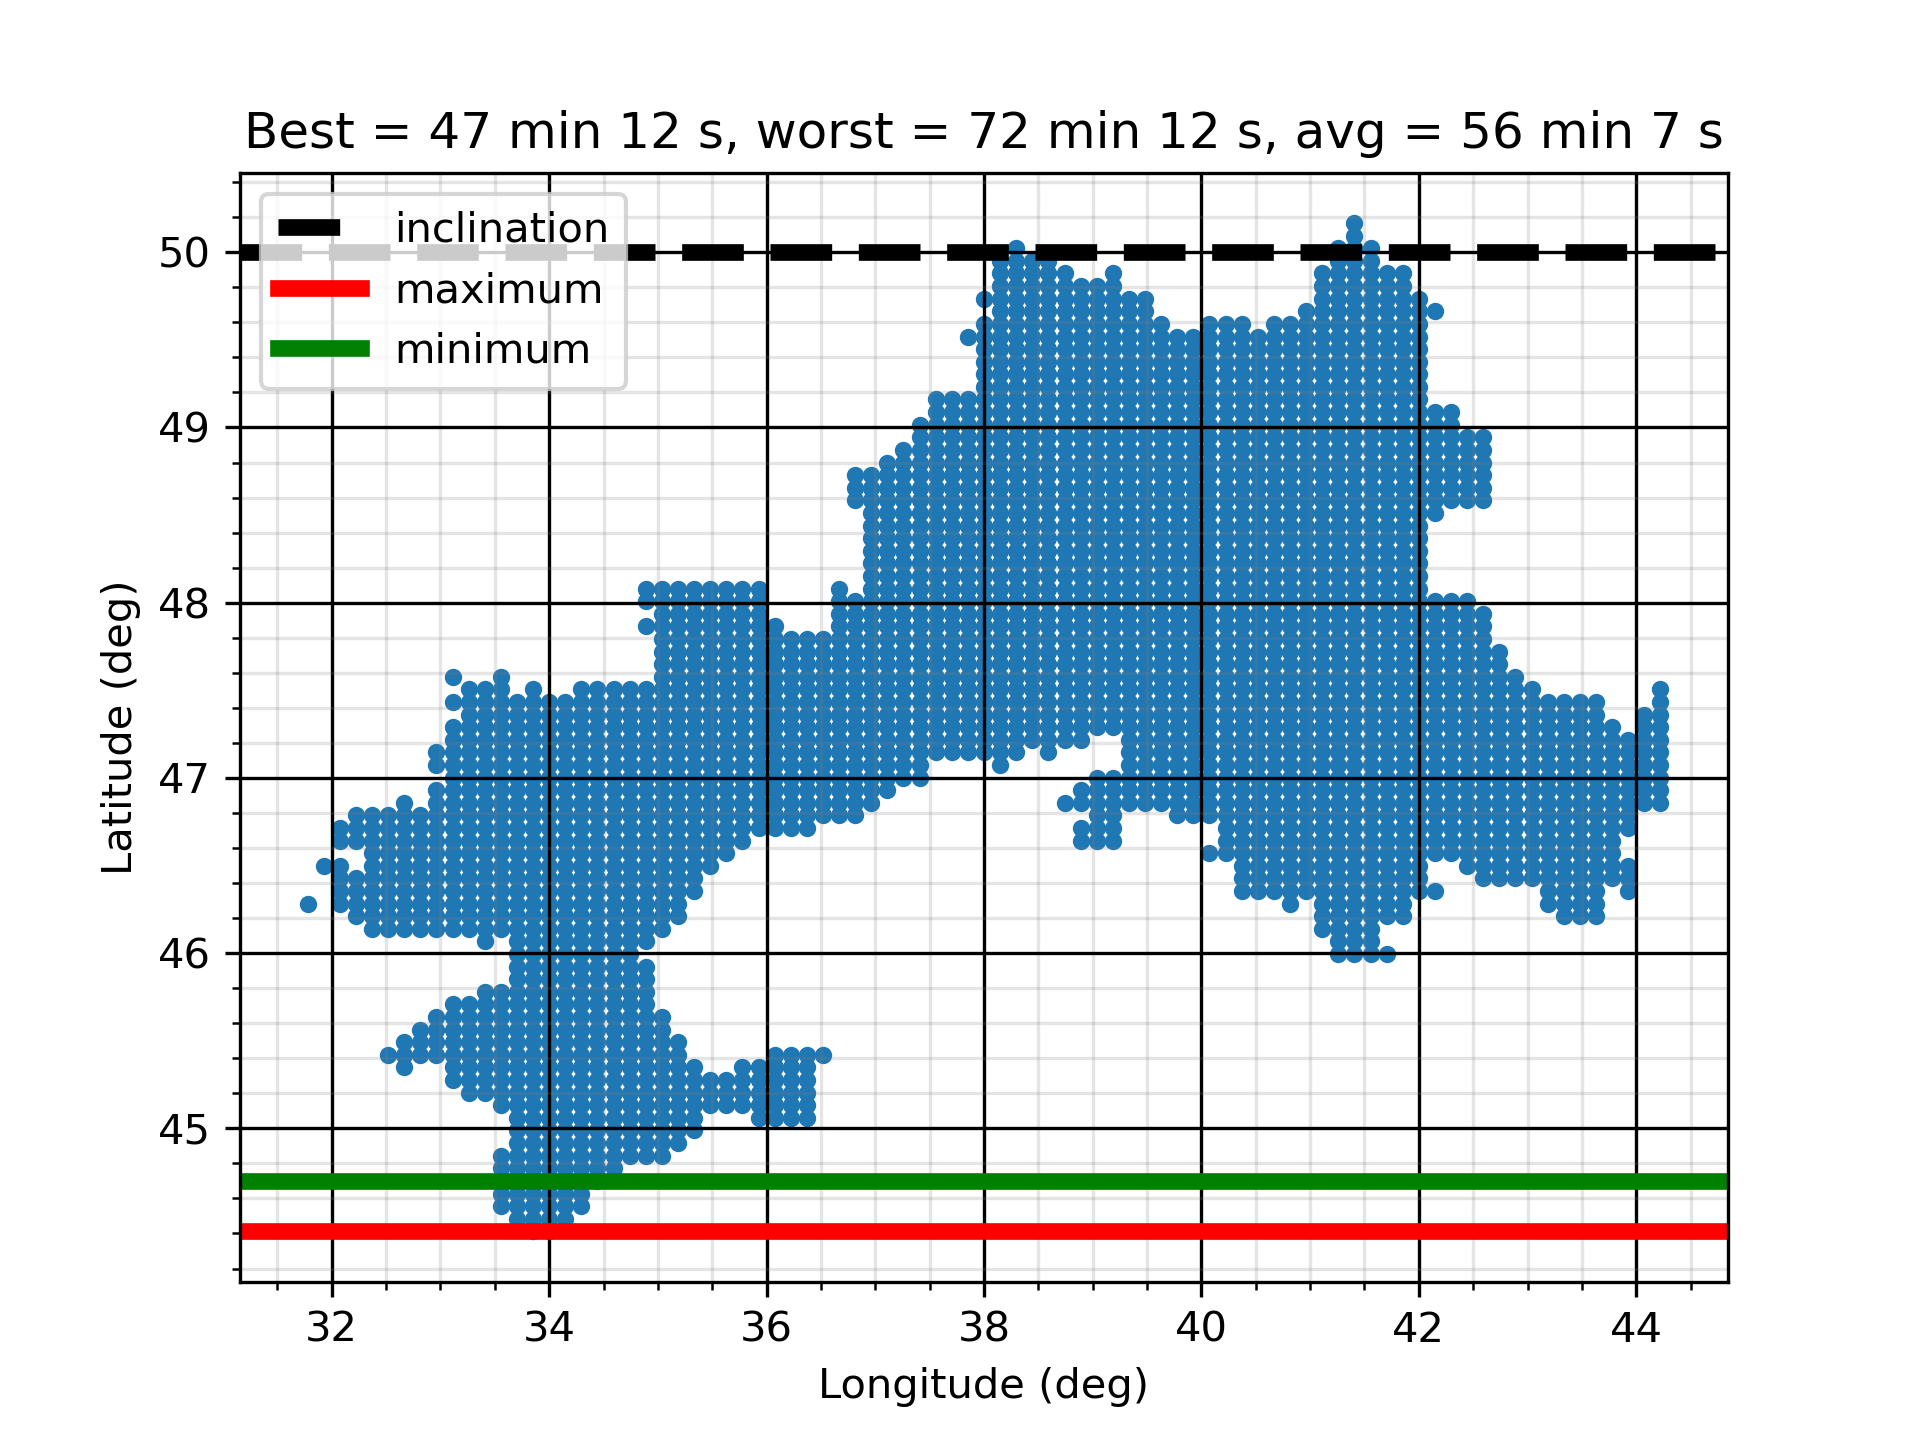 Best = 47 min 12 s, worst = 72 min 12 s, avg = 56 min 7 s
inclination
maximum
minimum
50
49
48
47
46
45
Latitude (deg)
32 34 36 38 40 42 44
Longitude (deg)